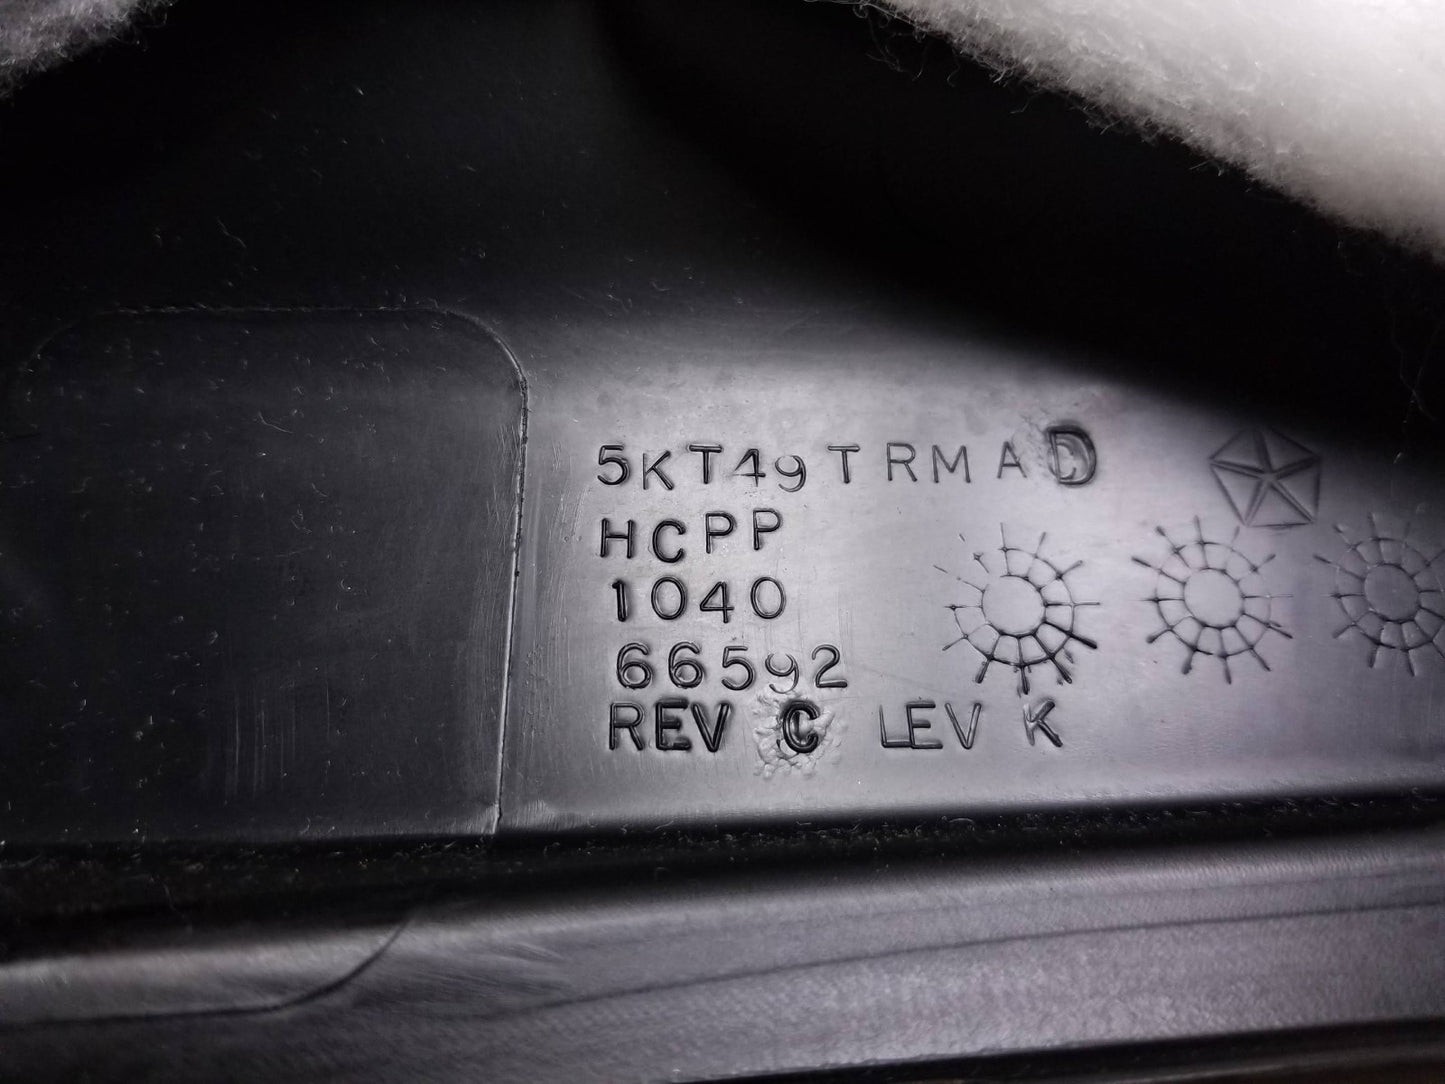 5KT49TRMAD
HCPP
1040
66592
REV C LEV K